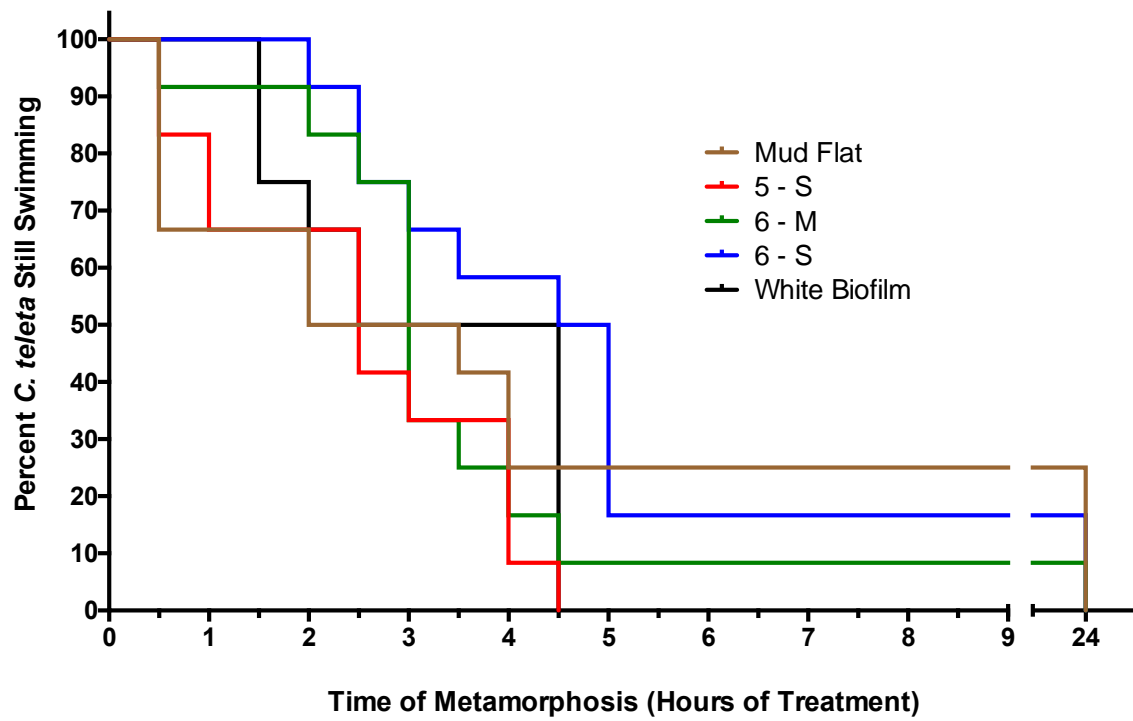 Percent C. teleta Still Swimming
100
90
80
70
60
50
40
30
20
10
0
Mud Flat
5 - S
6 - M
6 - S
White Biofilm
0 1 2 3 4 5 6 7 8 9 24
Time of Metamorphosis (Hours of Treatment)